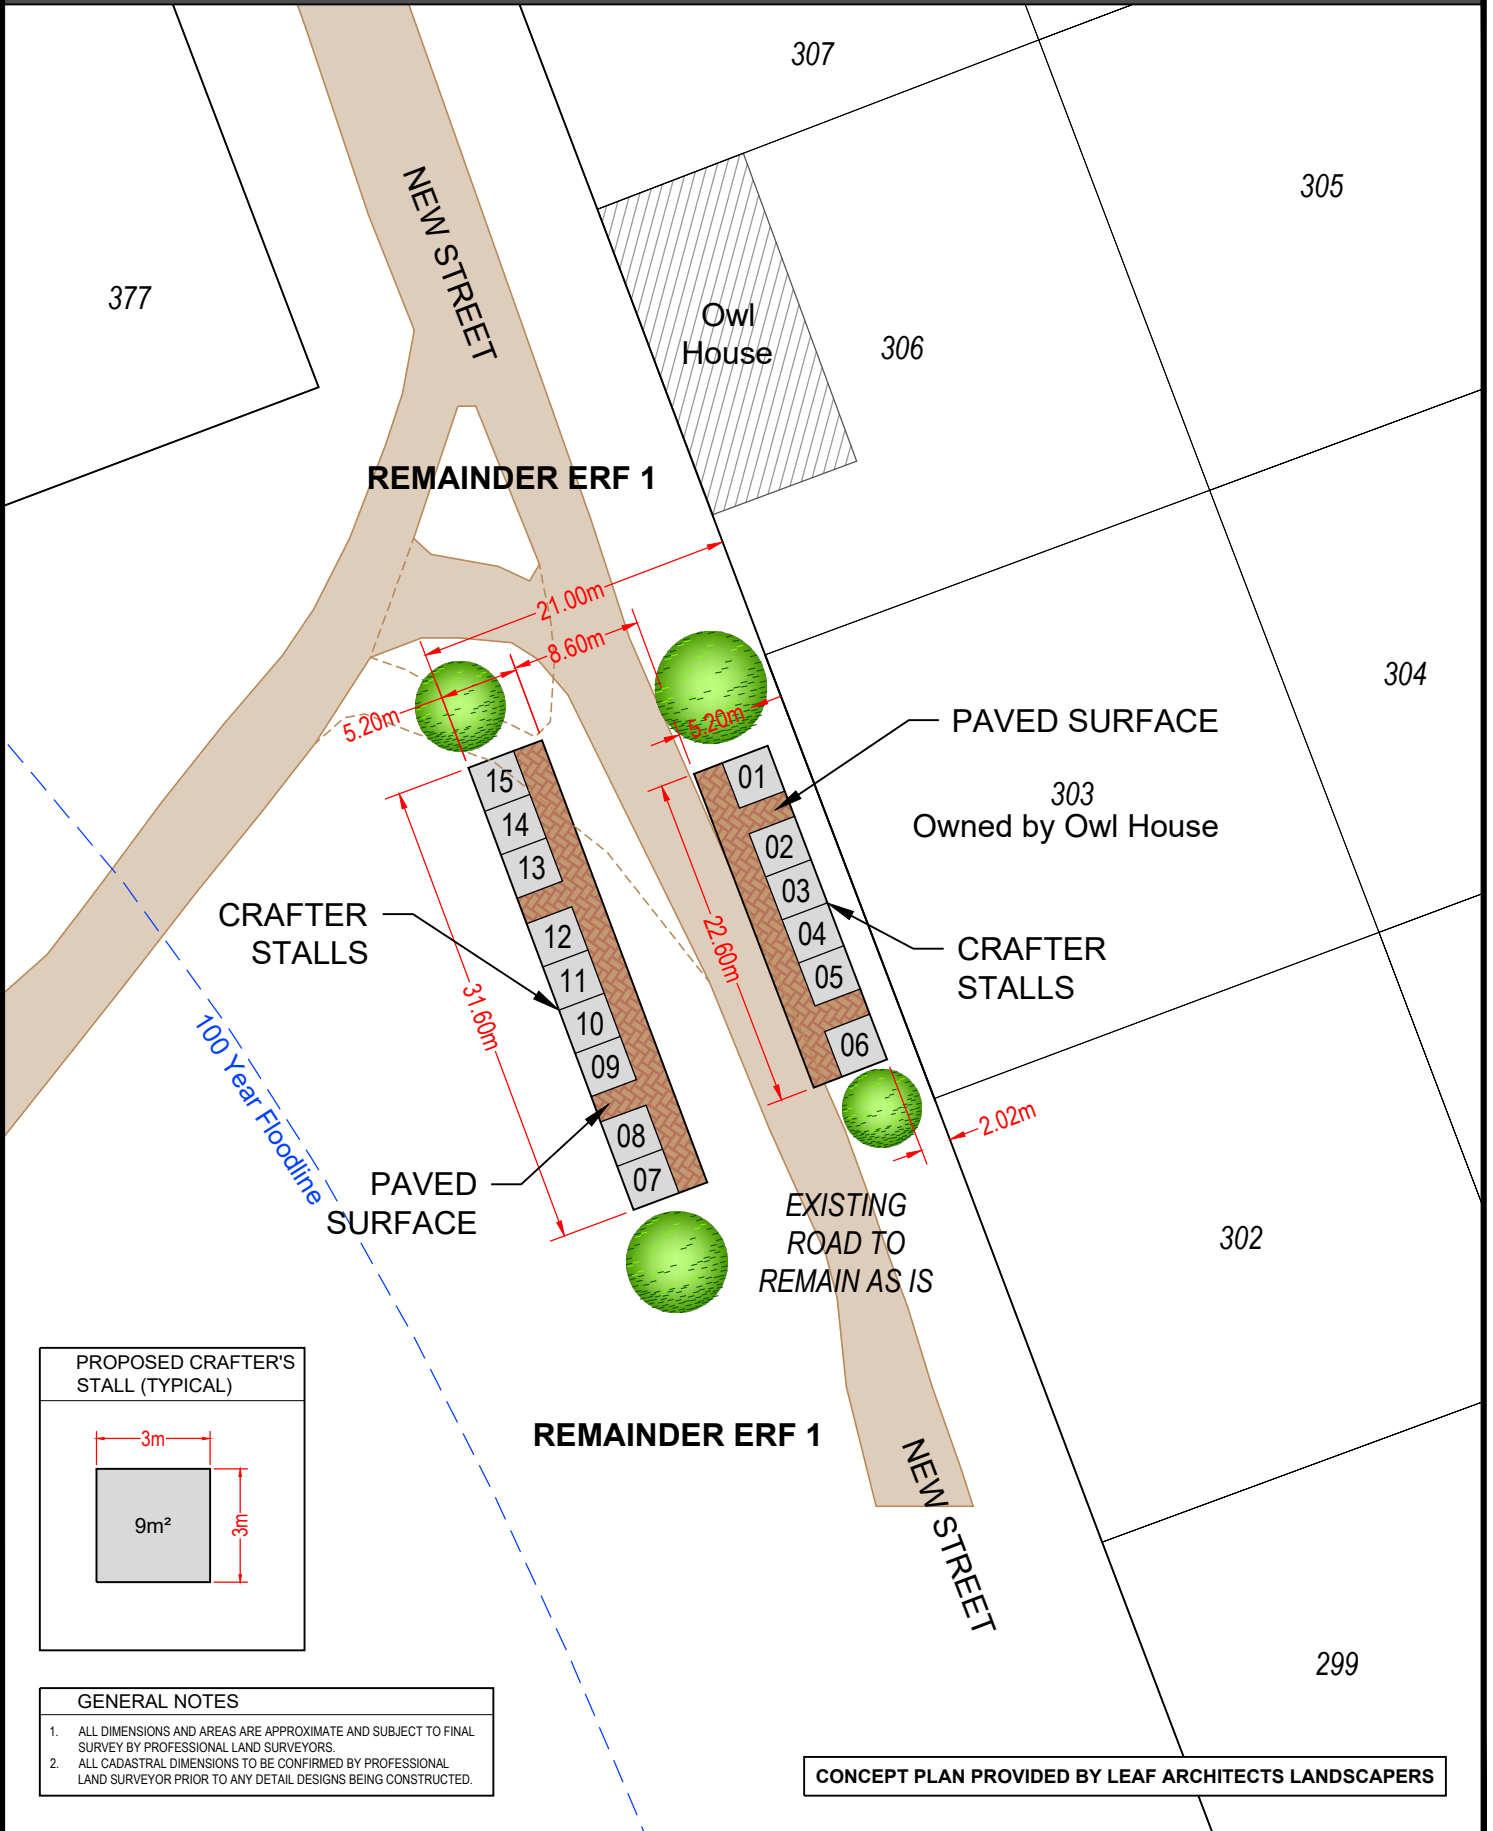 307
305
NEW STREET
377
Owl
House
306
REMAINDER ERF 1
21.00m
8.60m
5.20m
5.20m
304
PAVED SURFACE
303
Owned by Owl House
15
14
13
12
11
10
09
08
07
01
02
03
04
05
06
CRAFTER
STALLS
CRAFTER
STALLS
22.60m
31.60m
100 Year Floodline
2.02m
PAVED
SURFACE
EXISTING
ROAD TO
REMAIN AS IS
302
REMAINDER ERF 1
NEW STREET
299
PROPOSED CRAFTER'S
STALL (TYPICAL)
3m
9m²
3m
GENERAL NOTES
1. ALL DIMENSIONS AND AREAS ARE APPROXIMATE AND SUBJECT TO FINAL
SURVEY BY PROFESSIONAL LAND SURVEYORS.
2. ALL CADASTRAL DIMENSIONS TO BE CONFIRMED BY PROFESSIONAL
LAND SURVEYOR PRIOR TO ANY DETAIL DESIGNS BEING CONSTRUCTED.
CONCEPT PLAN PROVIDED BY LEAF ARCHITECTS LANDSCAPERS